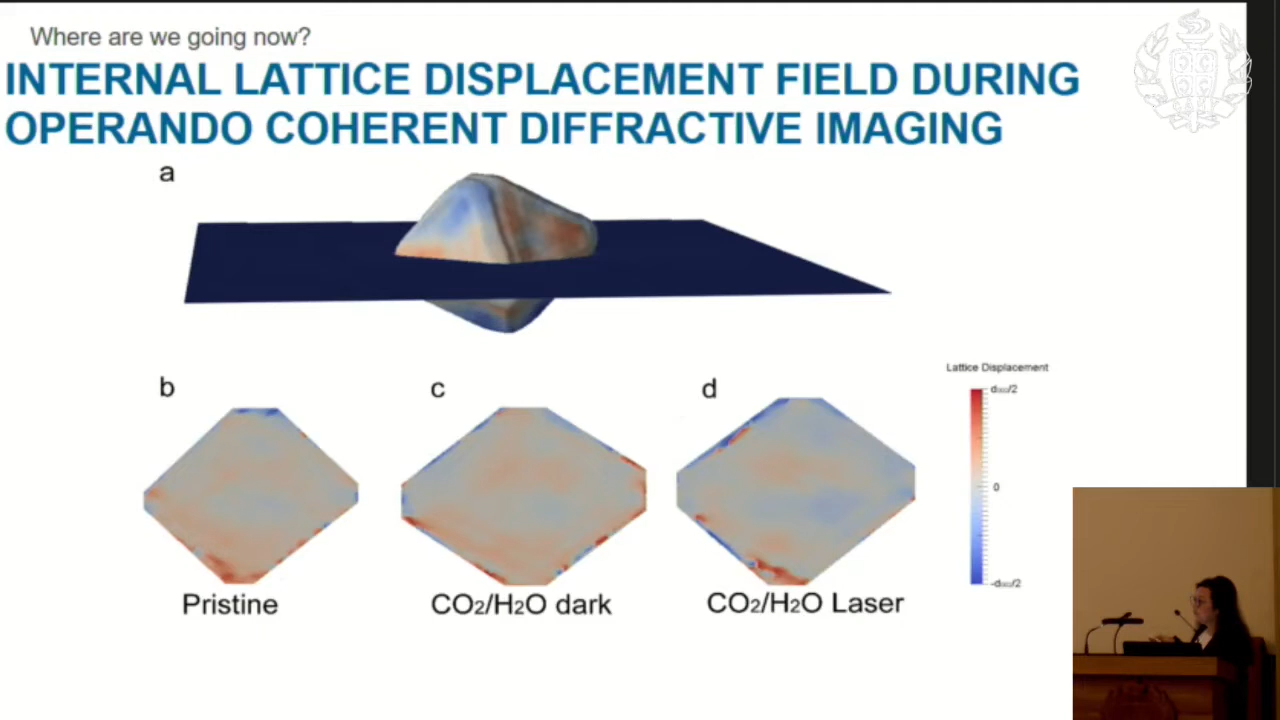 Where are we going now?
INTERNAL LATTICE DISPLACEMENT FIELD DURING
OPERANDO COHERENT DIFFRACTIVE IMAGING
a
b
c
d
Lattice Displacement
0
Pristine
CO₂/H₂O dark
CO₂/H₂O Laser